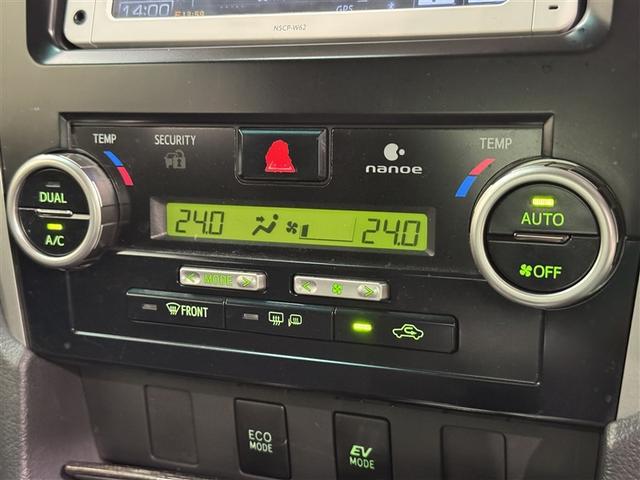 14:00
GPS
NSCP-W62
TEMP
SECURITY
nanoe
TEMP
DUAL
A/C
24.0
24.0
AUTO
OFF
MODE
FRONT
ECO
MODE
EV
MODE